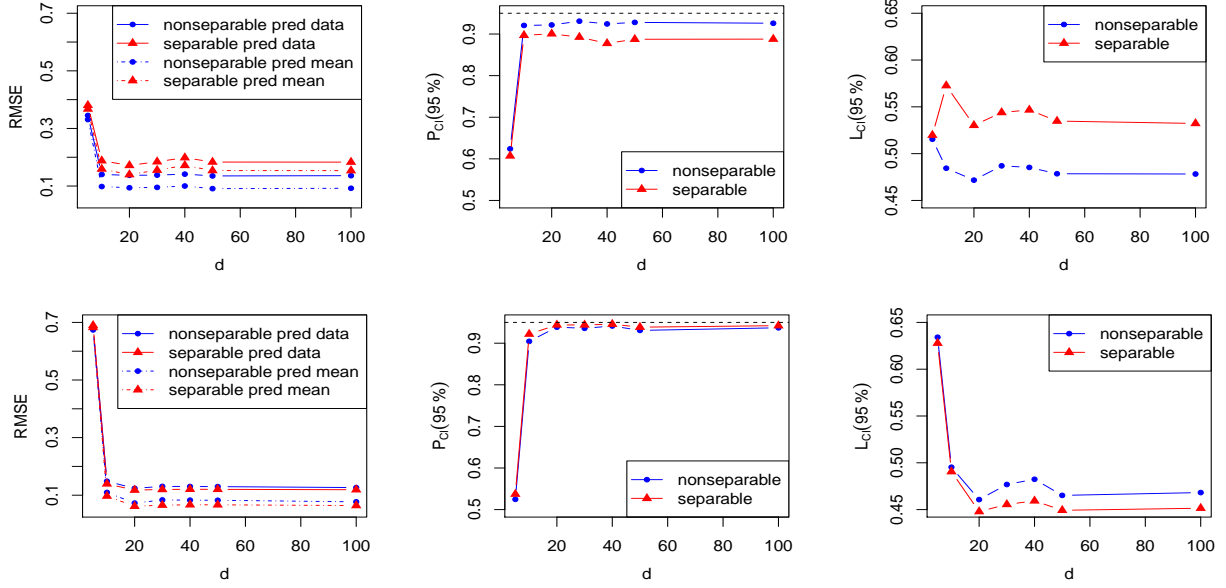 RMSE
0.1
0.3
0.5
0.7
nonseparable pred data
separable pred data
nonseparable pred mean
separable pred mean
20 40 60 80 100
d
P_CI(95 %)
0.5 0.6 0.7 0.8 0.9
nonseparable
separable
20 40 60 80 100
d
L_CI(95 %)
0.45 0.50 0.55 0.60 0.65
nonseparable
separable
20 40 60 80 100
d
RMSE
0.1
0.3
0.5
0.7
nonseparable pred data
separable pred data
nonseparable pred mean
separable pred mean
20 40 60 80 100
d
P_CI(95 %)
0.5 0.6 0.7 0.8 0.9
nonseparable
separable
20 40 60 80 100
d
L_CI(95 %)
0.45 0.50 0.55 0.60 0.65
nonseparable
separable
20 40 60 80 100
d